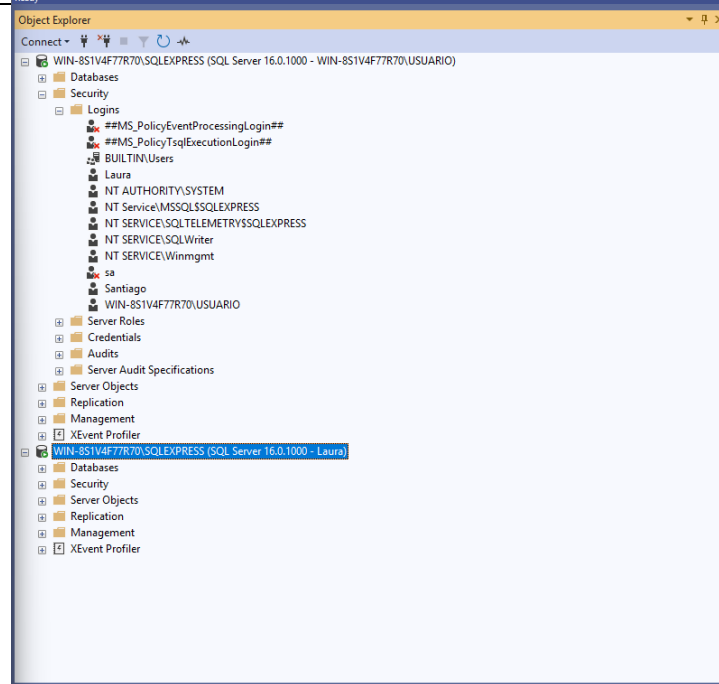 Object Explorer
Connect
WIN-8S1V4F77R70\SQLEXPRESS (SQL Server 16.0.1000 - WIN-8S1V4F77R70\USUARIO)
Databases
Security
Logins
##MS_PolicyEventProcessingLogin##
##MS_PolicyTsqlExecutionLogin##
BUILTIN\Users
Laura
NT AUTHORITY\SYSTEM
NT Service\MSSQL$SQLEXPRESS
NT SERVICE\SQLTELEMETRY$SQLEXPRESS
NT SERVICE\SQLWriter
NT SERVICE\Winmgmt
sa
Santiago
WIN-8S1V4F77R70\USUARIO
Server Roles
Credentials
Audits
Server Audit Specifications
Server Objects
Replication
Management
XEvent Profiler
WIN-8S1V4F77R70\SQLEXPRESS (SQL Server 16.0.1000 - Laura)
Databases
Security
Server Objects
Replication
Management
XEvent Profiler